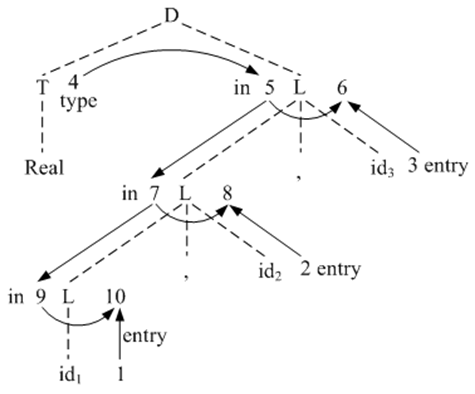 D
T 4 in 5 L 6
type
Real , id₃ 3 entry
in 7 L 8
, id₂ 2 entry
in 9 L 10
entry
id₁ 1